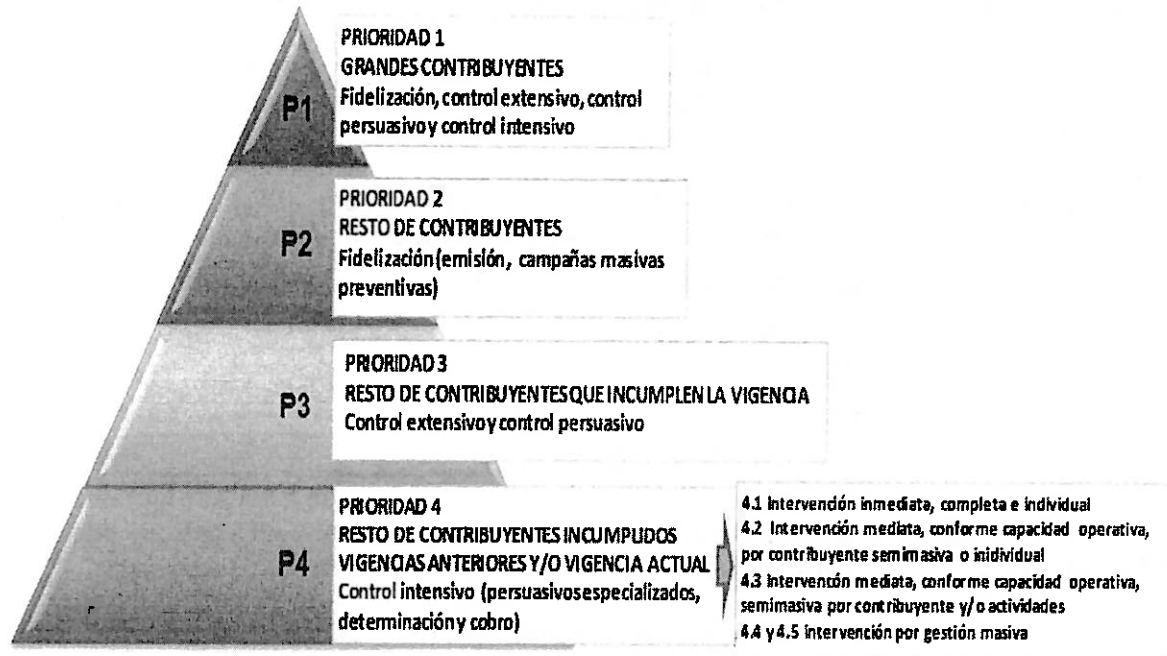 P1
PRIORIDAD 1
GRANDES CONTRIBUYENTES
Fidelización, control extensivo, control
persuasivo y control intensivo
P2
PRIORIDAD 2
RESTO DE CONTRIBUYENTES
Fidelización (emisión, campañas masivas
preventivas)
P3
PRIORIDAD 3
RESTO DE CONTRIBUYENTES QUE INCUMPLEN LA VIGENCIA
Control extensivo y control persuasivo
P4
PRIORIDAD 4
RESTO DE CONTRIBUYENTES INCUMPLIDOS
VIGENCIAS ANTERIORES Y/O VIGENCIA ACTUAL
Control intensivo (persuasivos especializados,
determinación y cobro)
4.1 Intervención inmediata, completa e individual
4.2 Intervención mediata, conforme capacidad operativa,
por contribuyente semimasiva o inidividual
4.3 Intervencón mediata, conforme capacidad operativa,
semimasiva por contribuyente y/o actividades
4.4 y 4.5 intervención por gestión masiva